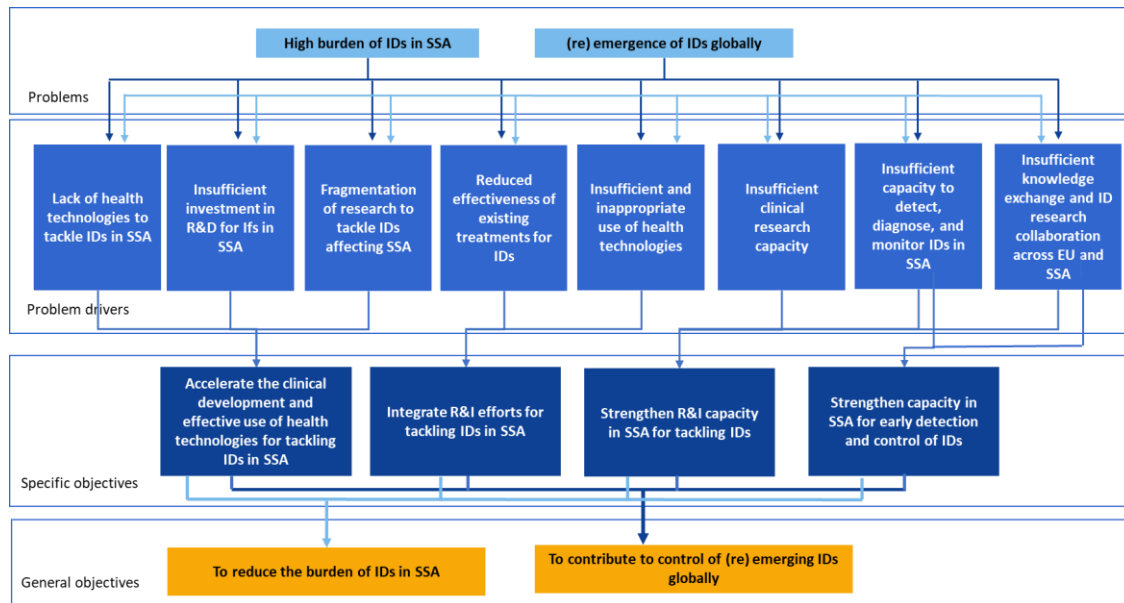 High burden of IDs in SSA
(re) emergence of IDs globally
Problems
Lack of health
technologies to
tackle IDs in SSA
Insufficient
investment in
R&D for Ifs in
SSA
Fragmentation
of research to
tackle IDs
affecting SSA
Reduced
effectiveness of
existing
treatments for
IDs
Insufficient and
inappropriate
use of health
technologies
Insufficient
clinical
research
capacity
Insufficient
capacity to
detect,
diagnose, and
monitor IDs in
SSA
Insufficient
knowledge
exchange and ID
research
collaboration
across EU and
SSA
Problem drivers
Accelerate the clinical
development and
effective use of health
technologies for tackling
IDs in SSA
Integrate R&I efforts for
tackling IDs in SSA
Strengthen R&I capacity
in SSA for tackling IDs
Strengthen capacity in
SSA for early detection
and control of IDs
Specific objectives
To reduce the burden of IDs in SSA
To contribute to control of (re) emerging IDs
globally
General objectives